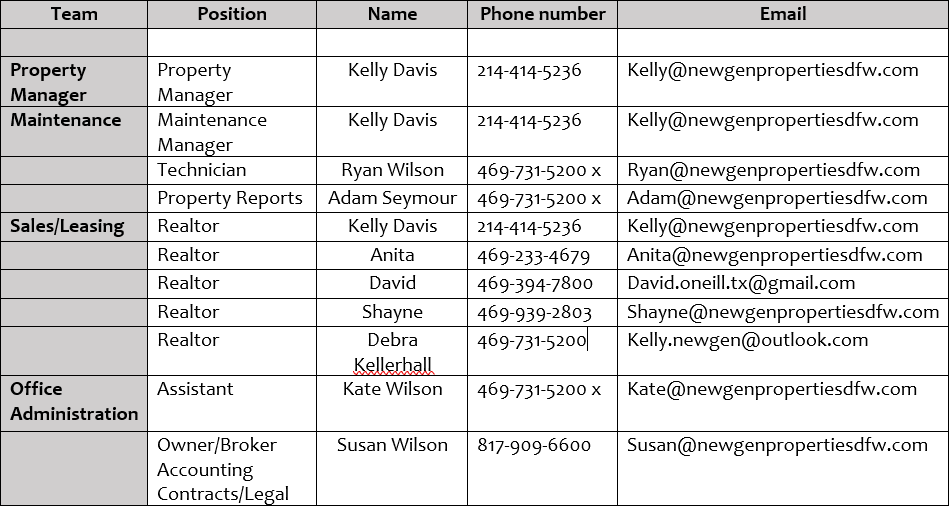 Team Position Name Phone number Email
Property Manager Property Manager Kelly Davis 214-414-5236 Kelly@newgenpropertiesdfw.com
Maintenance Maintenance Manager Kelly Davis 214-414-5236 Kelly@newgenpropertiesdfw.com
Technician Ryan Wilson 469-731-5200 x Ryan@newgenpropertiesdfw.com
Property Reports Adam Seymour 469-731-5200 x Adam@newgenpropertiesdfw.com
Sales/Leasing Realtor Kelly Davis 214-414-5236 Kelly@newgenpropertiesdfw.com
Realtor Anita 469-233-4679 Anita@newgenpropertiesdfw.com
Realtor David 469-394-7800 David.oneill.tx@gmail.com
Realtor Shayne 469-939-2803 Shayne@newgenpropertiesdfw.com
Realtor Debra Kellerhall 469-731-5200 Kelly.newgen@outlook.com
Office Administration Assistant Kate Wilson 469-731-5200 x Kate@newgenpropertiesdfw.com
Owner/Broker Accounting Contracts/Legal Susan Wilson 817-909-6600 Susan@newgenpropertiesdfw.com